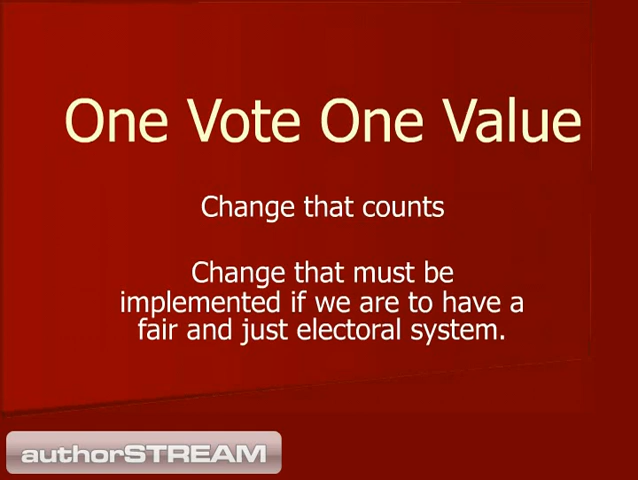 One Vote One Value
Change that counts
Change that must be
implemented if we are to have a
fair and just electoral system.
authorSTREAM